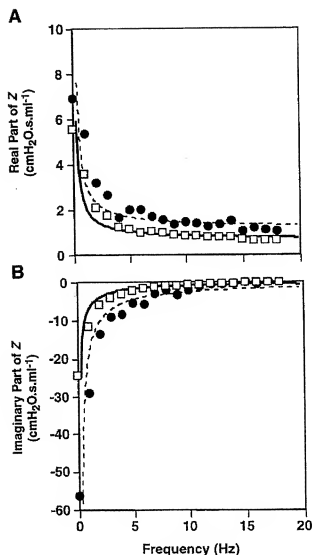 A
10
8
6
4
2
0
Real Part of Z
(cmH2O.s.ml-1)
B
0
-10
-20
-30
-40
-50
-60
Imaginary Part of Z
(cmH2O.s.ml-1)
0 5 10 15 20
Frequency (Hz)